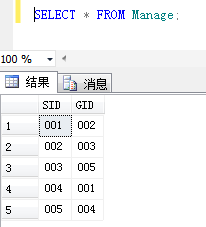 SELECT * FROM Manage;
100 %
结果 消息
SID GID
1 001 002
2 002 003
3 003 005
4 004 001
5 005 004